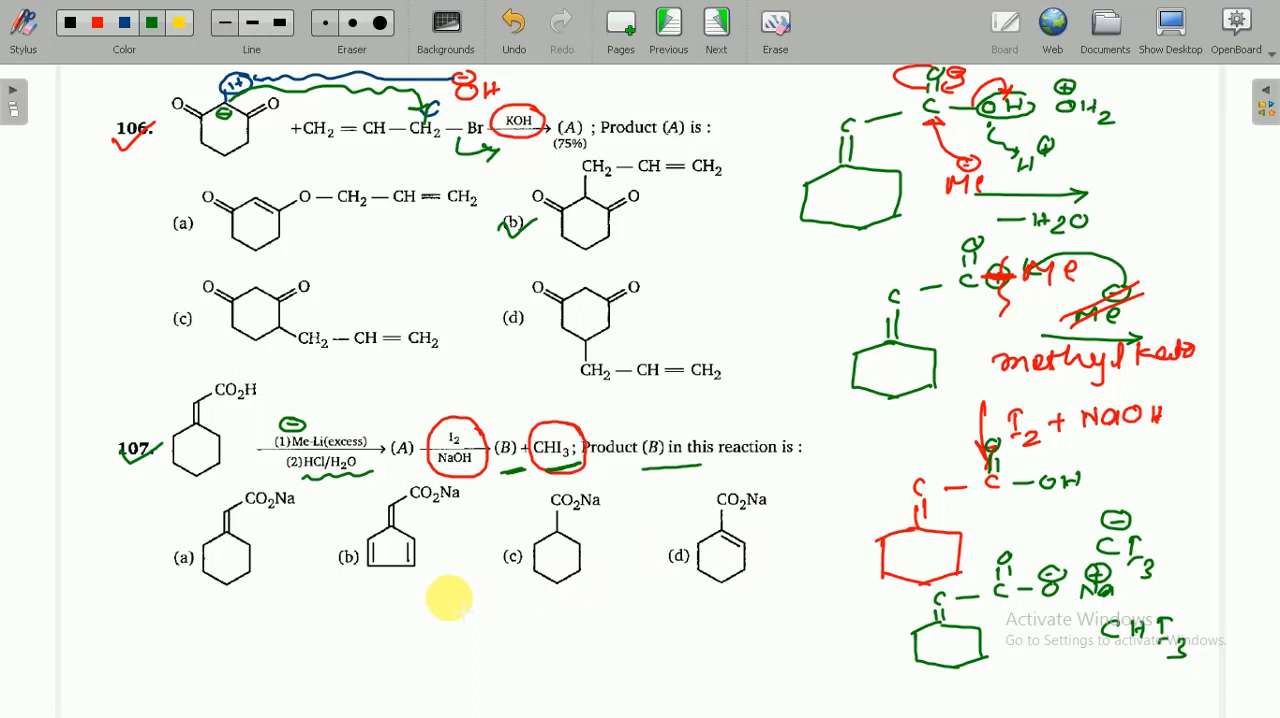 Stylus
Color
Line
Eraser
Backgrounds
Undo
Redo
Pages
Previous
Next
Erase
Board
Web
Documents
Show Desktop
OpenBoard
106.
O
O
H
⊖
⊖
OH
C
+CH₂ = CH — CH₂ — Br
KOH
(A) ; Product (A) is :
(75%)
(a)
O
O — CH₂ — CH = CH₂
(b)
CH₂ — CH = CH₂
O
O
(c)
O
O
CH₂ — CH = CH₂
(d)
O
O
CH₂ — CH = CH₂
107.
CO₂H
⊖
(1) Me-Li(excess)
(2) HCl/H₂O
(A)
I₂
NaOH
(B) + CHI₃; Product (B) in this reaction is :
(a)
CO₂Na
(b)
CO₂Na
(c)
CO₂Na
(d)
CO₂Na
C
C
OH
⊕
OH₂
H⊕
⊖
Me
— H₂O
O
C
C
Me
Me
methyl keto
I₂ + NaOH
O
C — C — OH
⊖
CI₃
O
C — C — O⊖
⊕
Na
CHI₃
Activate Windows
Go to Settings to activate Windows.